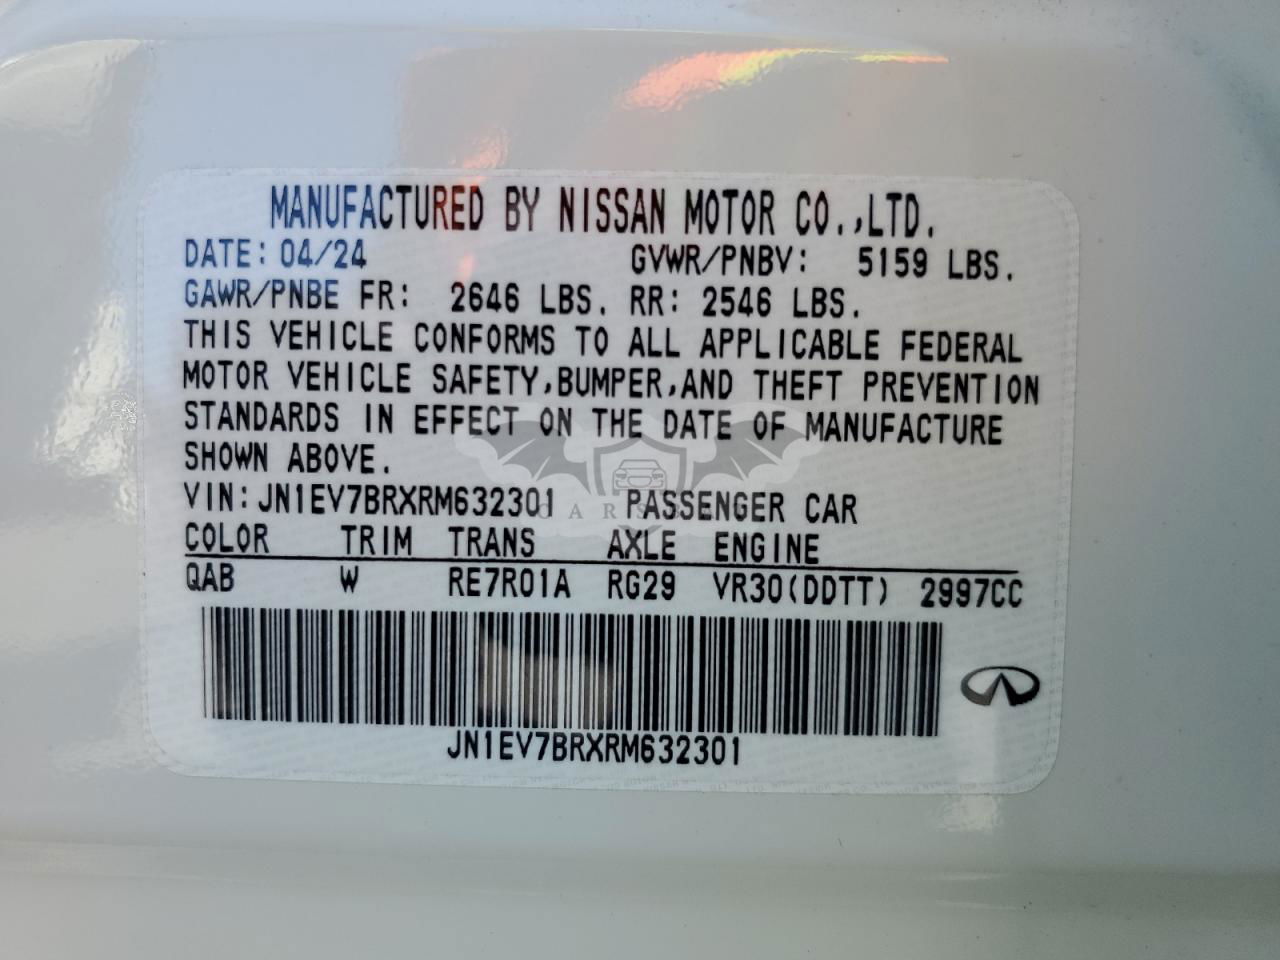 MANUFACTURED BY NISSAN MOTOR CO.,LTD.
DATE: 04/24 GVWR/PNBV: 5159 LBS.
GAWR/PNBE FR: 2646 LBS. RR: 2546 LBS.
THIS VEHICLE CONFORMS TO ALL APPLICABLE FEDERAL
MOTOR VEHICLE SAFETY,BUMPER,AND THEFT PREVENTION
STANDARDS IN EFFECT ON THE DATE OF MANUFACTURE
SHOWN ABOVE.
VIN: JN1EV7BRXRM632301 PASSENGER CAR
COLOR TRIM TRANS AXLE ENGINE
QAB W RE7R01A RG29 VR30(DDTT) 2997CC
JN1EV7BRXRM632301